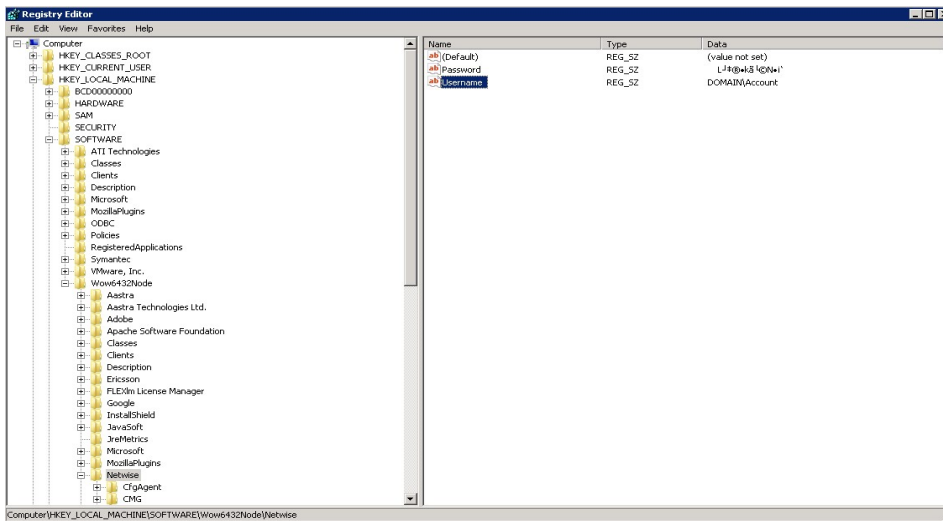 Registry Editor
File Edit View Favorites Help
Computer
HKEY_CLASSES_ROOT
HKEY_CURRENT_USER
HKEY_LOCAL_MACHINE
BCD00000000
HARDWARE
SAM
SECURITY
SOFTWARE
ATI Technologies
Classes
Clients
Description
Microsoft
MozillaPlugins
ODBC
Policies
RegisteredApplications
Symantec
VMware, Inc.
Wow6432Node
Aastra
Aastra Technologies Ltd.
Adobe
Apache Software Foundation
Classes
Clients
Description
Ericsson
FLEXlm License Manager
Google
InstallShield
JavaSoft
JreMetrics
Microsoft
MozillaPlugins
Netwise
CfgAgent
CMG
Name Type Data
(Default) REG_SZ (value not set)
Password REG_SZ
Username REG_SZ DOMAIN\Account
Computer\HKEY_LOCAL_MACHINE\SOFTWARE\Wow6432Node\Netwise